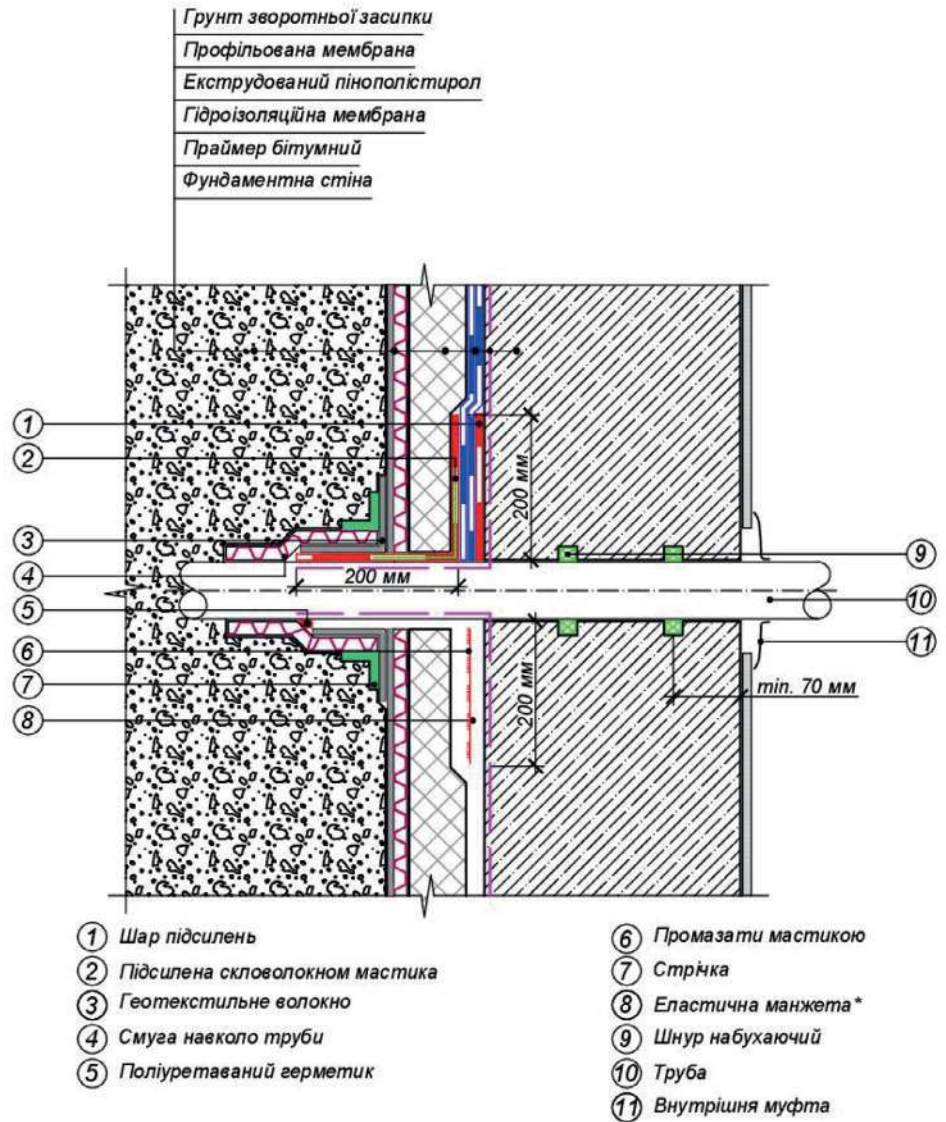 Грунт зворотньої засипки
Профільована мембрана
Екструдований пінополістирол
Гідроізоляційна мембрана
Праймер бітумний
Фундаментна стіна
1
2
200 мм
3
9
4
200 мм
10
5
11
6
7
min. 70 мм
200 мм
8
1 Шар підсилень
2 Підсилена скловолокном мастика
3 Геотекстильне волокно
4 Смуга навколо труби
5 Поліуретаваний герметик
6 Промазати мастикою
7 Стрічка
8 Еластична манжета*
9 Шнур набухаючий
10 Труба
11 Внутрішня муфта